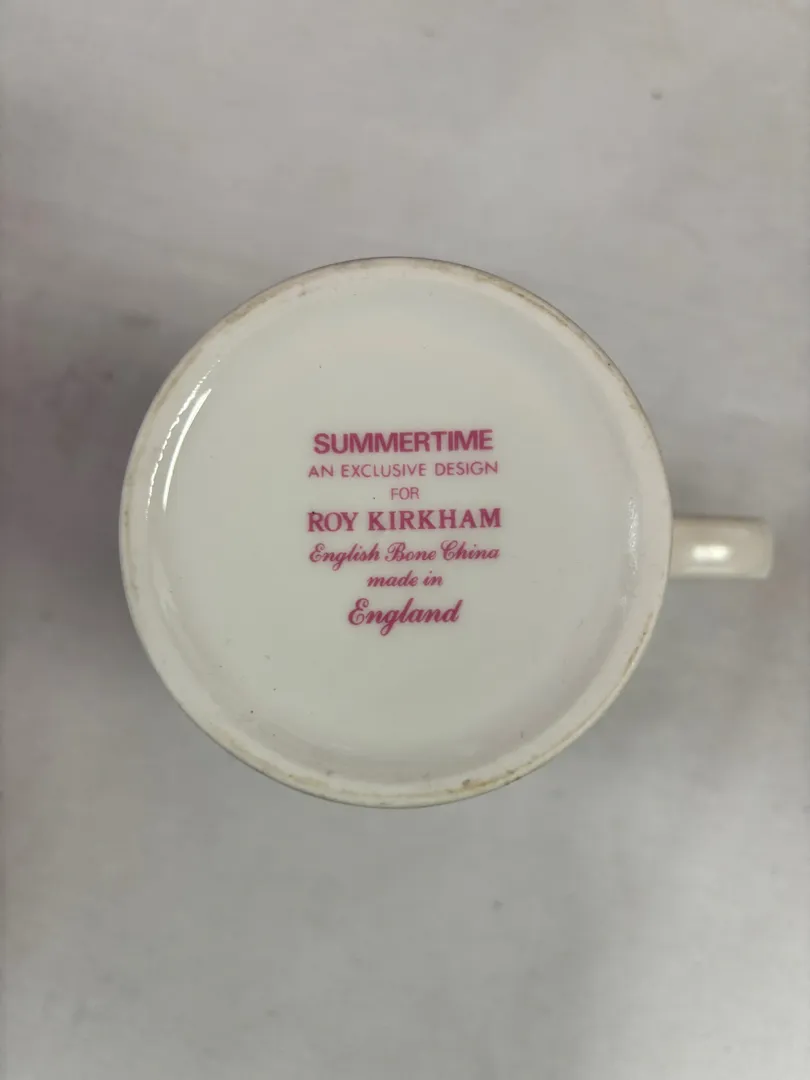 SUMMERTIME
AN EXCLUSIVE DESIGN
FOR
ROY KIRKHAM
English Bone China
made in
England